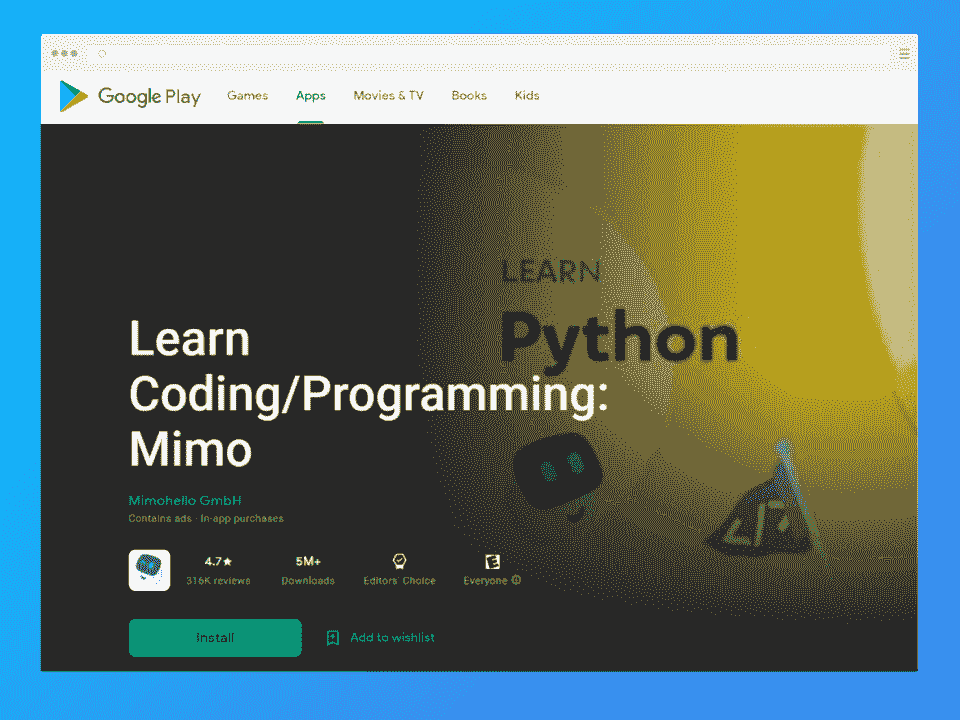 Google Play Games Apps Movies & TV Books Kids
LEARN
Python
Learn
Coding/Programming:
Mimo
Mimohello GmbH
Contains ads · In-app purchases
4.7★ 5M+ E
316K reviews Downloads Editors' Choice Everyone
Install Add to wishlist